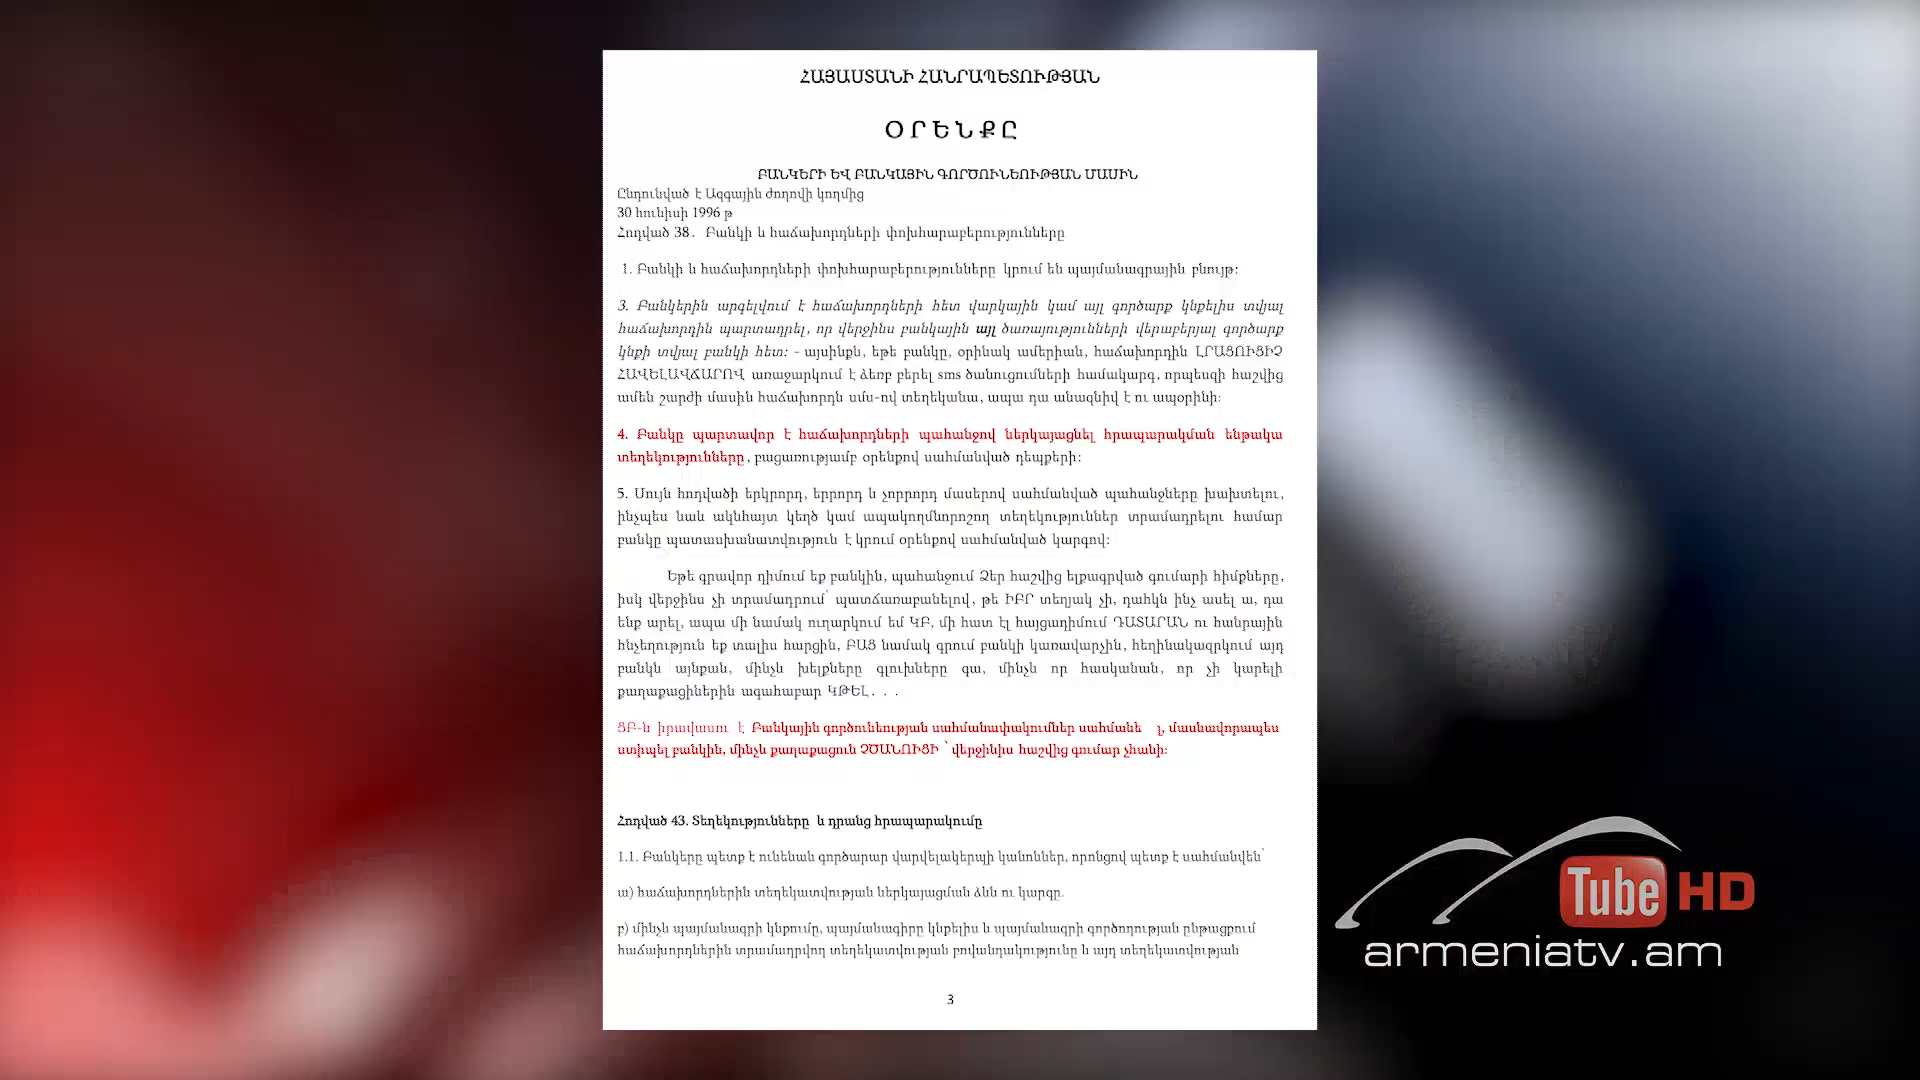 ՀԱՅԱՍՏԱՆԻ ՀԱՆՐԱՊԵՏՈՒԹՅԱՆ
ՕՐԵՆՔԸ
ԲԱՆԿԵՐԻ ԵՎ ԲԱՆԿԱՅԻՆ ԳՈՐԾՈՒՆԵՈՒԹՅԱՆ ՄԱՍԻՆ
Ընդունված է Ազգային ժողովի կողմից
30 հունիսի 1996 թ
Հոդված 38․ Բանկի և հաճախորդների փոխհարաբերությունները
1. Բանկի և հաճախորդների փոխհարաբերությունները կրում են պայմանագրային բնույթ։
3. Բանկերին արգելվում է հաճախորդների հետ վարկային կամ այլ գործարք կնքելիս տվյալ
հաճախորդին պարտադրել, որ վերջինս բանկային այլ ծառայությունների վերաբերյալ գործարք
կնքի տվյալ բանկի հետ։ - այսինքն, եթե բանկը, օրինակ ամերիան, հաճախորդին ԼՐԱՑՈՒՑԻՉ
ՀԱՎԵԼԱՎՃԱՐՈՎ առաջարկում է ձեռբ բերել sms ծանուցումների համակարգ, որպեսզի հաշվից
ամեն շարժի մասին հաճախորդն սմս-ով տեղեկանա, ապա դա անազնիվ է ու ապօրինի։
4. Բանկը պարտավոր է հաճախորդների պահանջով ներկայացնել հրապարակման ենթակա
տեղեկությունները, բացառությամբ օրենքով սահմանված դեպքերի։
5. Սույն հոդվածի երկրորդ, երրորդ և չորրորդ մասերով սահմանված պահանջները խախտելու,
ինչպես նաև ակնհայտ կեղծ կամ ապակողմնորոշող տեղեկություններ տրամադրելու համար
բանկը պատասխանատվություն է կրում օրենքով սահմանված կարգով։
Եթե գրավոր դիմում եք բանկին, պահանջում Ձեր հաշվից ելքագրված գումարի հիմքները,
իսկ վերջինս չի տրամադրում՝ պատճառաբանելով, թե ԻԲՐ տեղյակ չի, դահկն ինչ ասել ա, դա
ենք արել, ապա մի նամակ ուղարկում եմ ԿԲ, մի հատ էլ հայցադիմում ԴԱՏԱՐԱՆ ու հանրային
հնչեղություն եք տալիս հարցին, ԲԱՑ նամակ գրում բանկի կառավարչին, հեղինակազրկում այդ
բանկն այնքան, մինչև խելքները գլուխները գա, մինչև որ հասկանան, որ չի կարելի
քաղաքացիներին ագահաբար ԿԹԵԼ․ ․ ․
ՑԲ-ն իրավասու է Բանկային գործունեության սահմանափակումներ սահմանե լ, մասնավորապես
ստիպել բանկին, մինչև քաղաքացուն ՉԾԱՆՈՒՑԻ ՝ վերջինիս հաշվից գումար չհանի։
Հոդված 43. Տեղեկությունները և դրանց հրապարակումը
1.1. Բանկերը պետք է ունենան գործարար վարվելակերպի կանոններ, որոնցով պետք է սահմանվեն՝
ա) հաճախորդներին տեղեկատվության ներկայացման ձևն ու կարգը.
բ) մինչև պայմանագրի կնքումը, պայմանագիրը կնքելիս և պայմանագրի գործողության ընթացքում
հաճախորդներին տրամադրվող տեղեկատվության բովանդակությունը և այդ տեղեկատվության
3
Tube HD
armeniatv.am